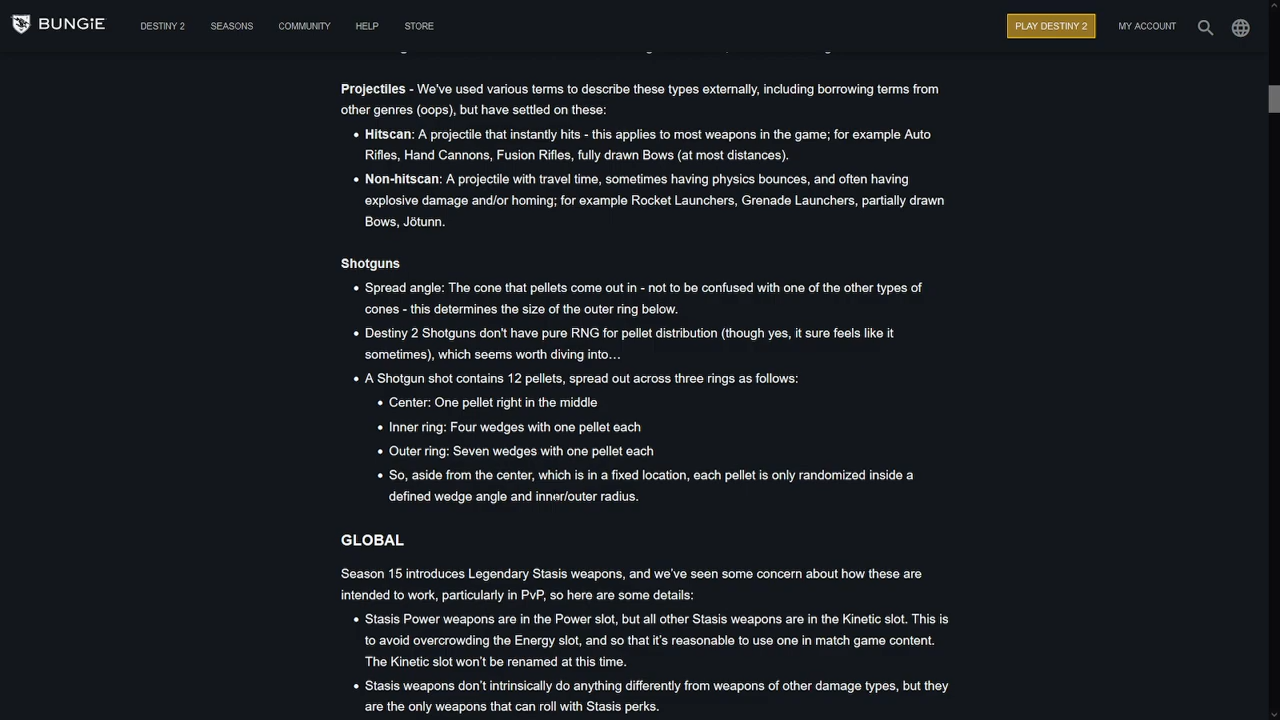 BUNGiE
DESTINY 2
SEASONS
COMMUNITY
HELP
STORE
PLAY DESTINY 2
MY ACCOUNT
Projectiles - We've used various terms to describe these types externally, including borrowing terms from
other genres (oops), but have settled on these:
• Hitscan: A projectile that instantly hits - this applies to most weapons in the game; for example Auto
Rifles, Hand Cannons, Fusion Rifles, fully drawn Bows (at most distances).
• Non-hitscan: A projectile with travel time, sometimes having physics bounces, and often having
explosive damage and/or homing; for example Rocket Launchers, Grenade Launchers, partially drawn
Bows, Jötunn.
Shotguns
• Spread angle: The cone that pellets come out in - not to be confused with one of the other types of
cones - this determines the size of the outer ring below.
• Destiny 2 Shotguns don't have pure RNG for pellet distribution (though yes, it sure feels like it
sometimes), which seems worth diving into…
• A Shotgun shot contains 12 pellets, spread out across three rings as follows:
• Center: One pellet right in the middle
• Inner ring: Four wedges with one pellet each
• Outer ring: Seven wedges with one pellet each
• So, aside from the center, which is in a fixed location, each pellet is only randomized inside a
defined wedge angle and inner/outer radius.
GLOBAL
Season 15 introduces Legendary Stasis weapons, and we've seen some concern about how these are
intended to work, particularly in PvP, so here are some details:
• Stasis Power weapons are in the Power slot, but all other Stasis weapons are in the Kinetic slot. This is
to avoid overcrowding the Energy slot, and so that it's reasonable to use one in match game content.
The Kinetic slot won't be renamed at this time.
• Stasis weapons don't intrinsically do anything differently from weapons of other damage types, but they
are the only weapons that can roll with Stasis perks.